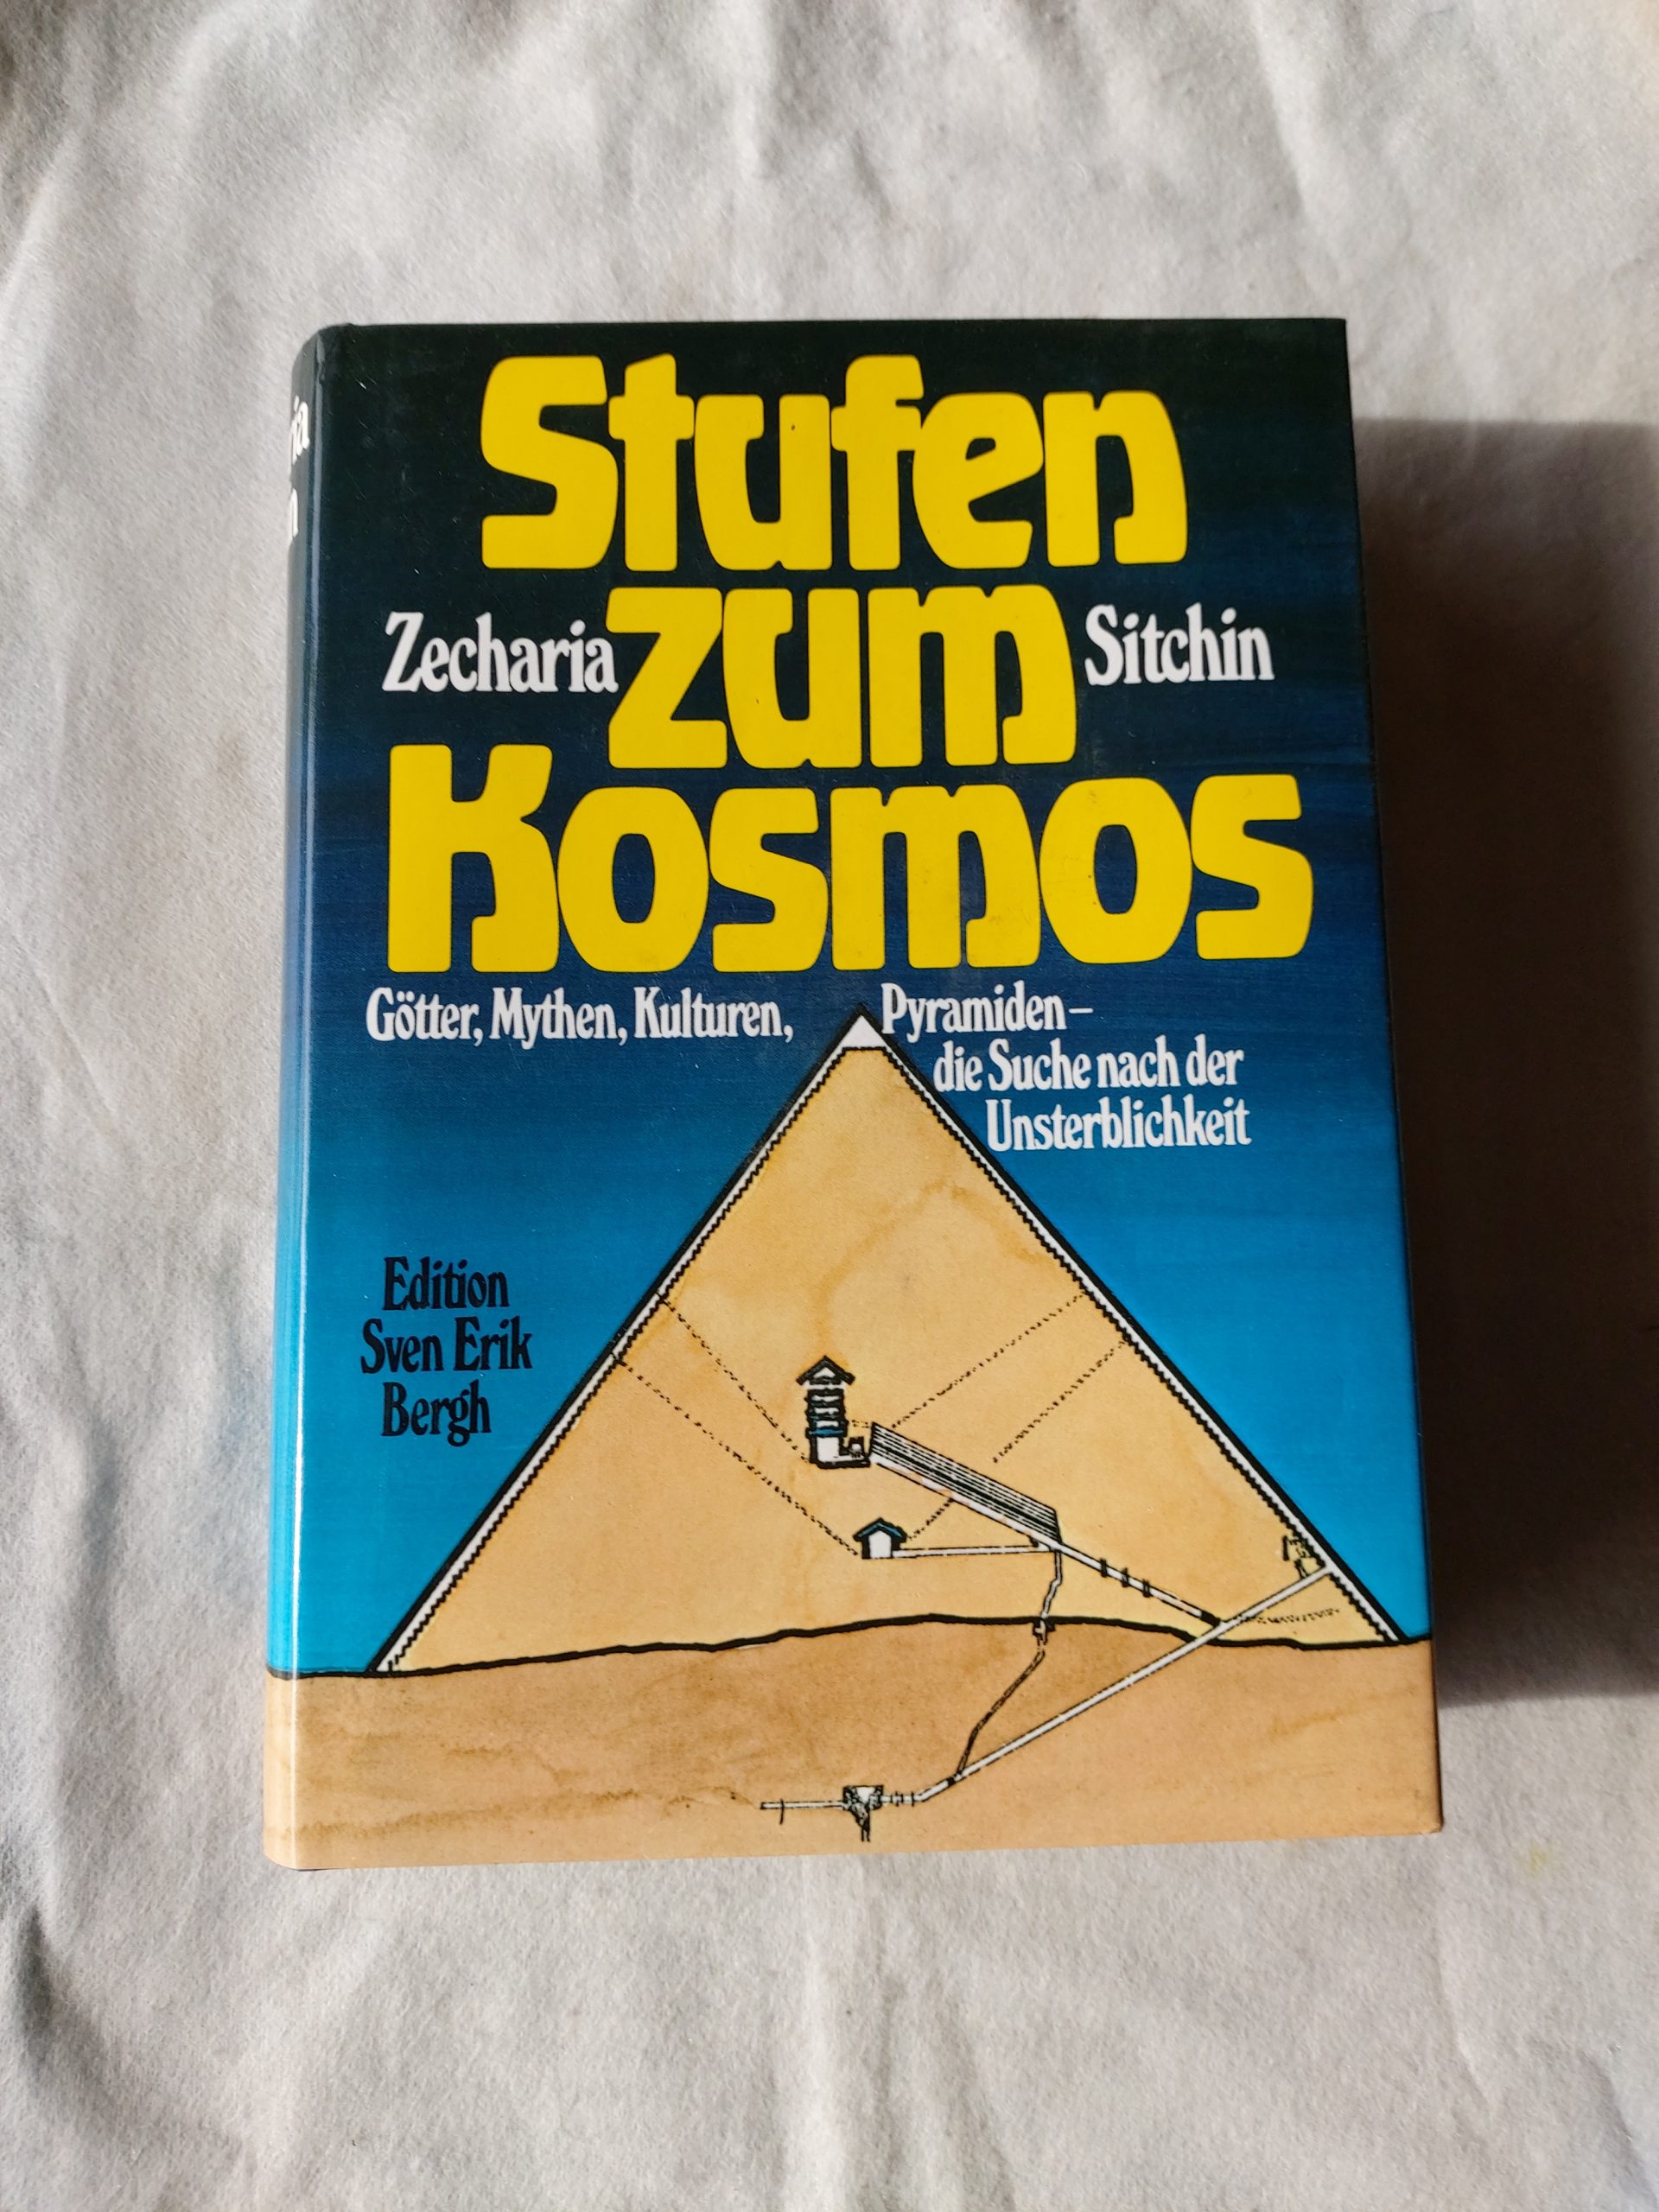 Stufen
Zecharia zum Sitchin
Kosmos
Götter, Mythen, Kulturen, Pyramiden–
die Suche nach der
Unsterblichkeit
Edition
Sven Erik
Bergh